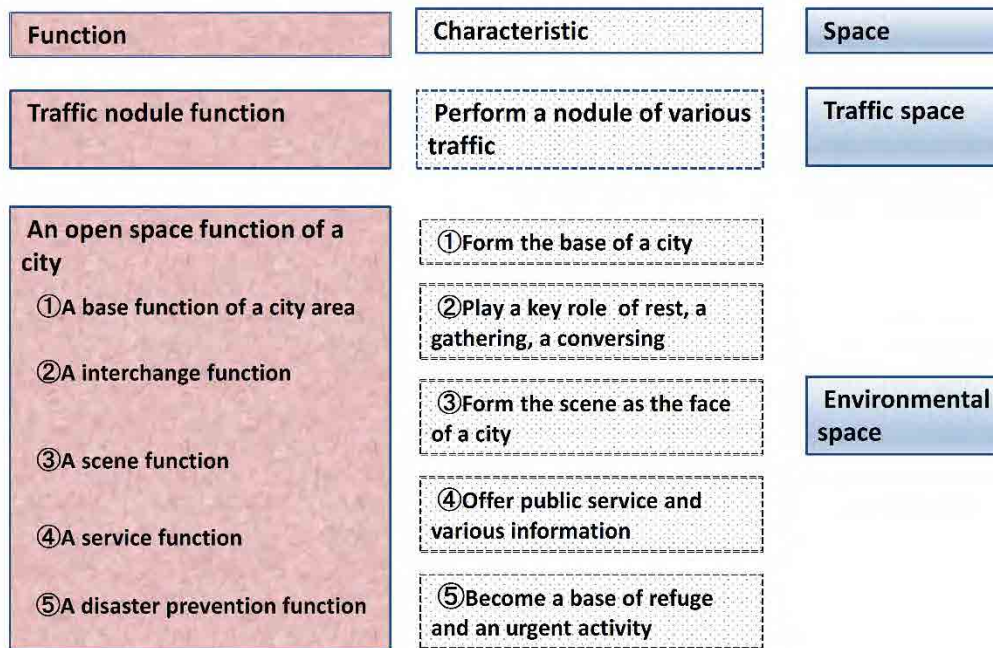 Function
Characteristic
Space
Traffic nodule function
Perform a nodule of various
traffic
Traffic space
An open space function of a
city
①A base function of a city area
②A interchange function
③A scene function
④A service function
⑤A disaster prevention function
①Form the base of a city
②Play a key role of rest, a
gathering, a conversing
③Form the scene as the face
of a city
④Offer public service and
various information
⑤Become a base of refuge
and an urgent activity
Environmental
space